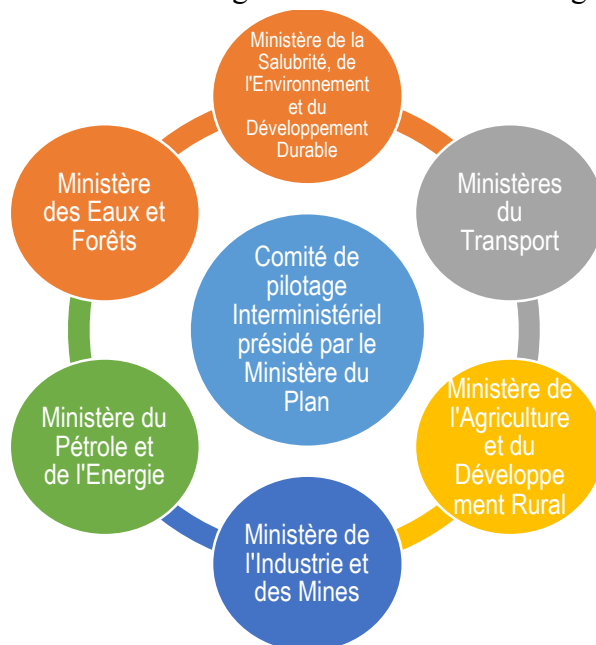 Ministère de la
Salubrité, de
l'Environnement
et du
Développement
Durable
Ministère
des Eaux et
Forêts
Ministères
du
Transport
Comité de
pilotage
Interministériel
présidé par le
Ministère du
Plan
Ministère du
Pétrole et
de l'Energie
Ministère de
l'Agriculture
et du
Développe
ment Rural
Ministère de
l'Industrie et
des Mines